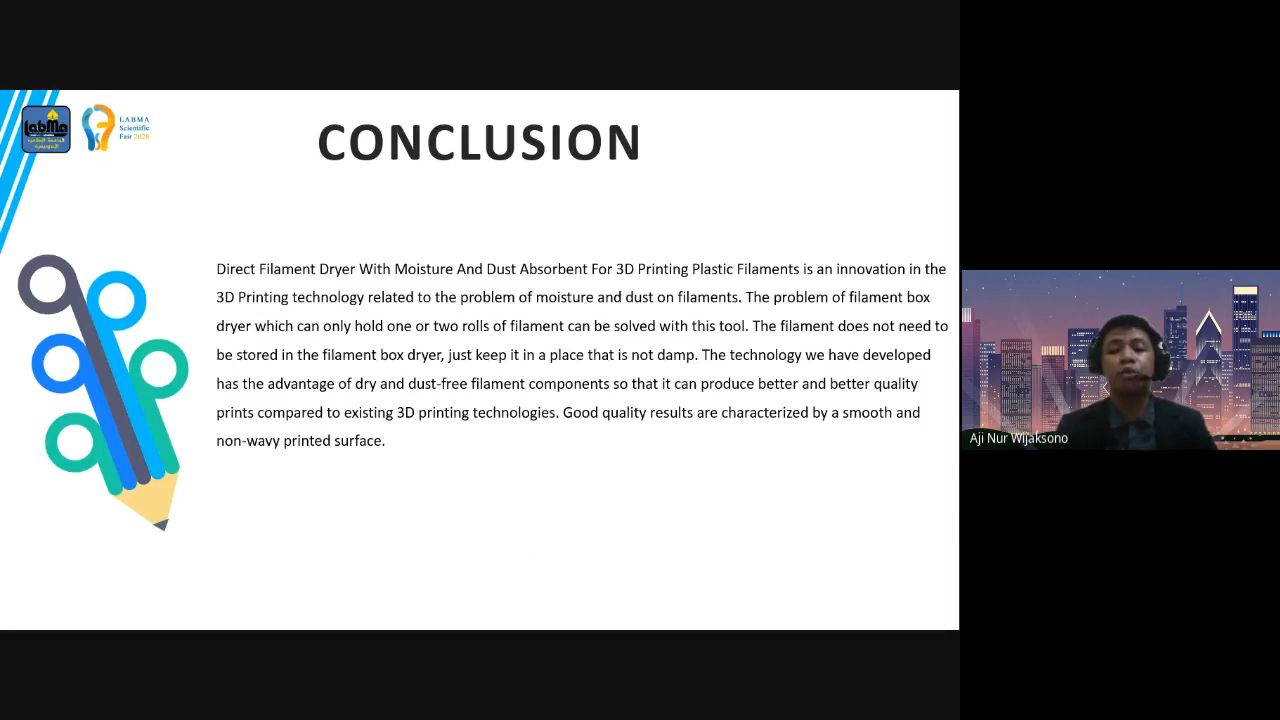 LabMa
LABMA
Scientific
Fair 2020
CONCLUSION
Direct Filament Dryer With Moisture And Dust Absorbent For 3D Printing Plastic Filaments is an innovation in the
3D Printing technology related to the problem of moisture and dust on filaments. The problem of filament box
dryer which can only hold one or two rolls of filament can be solved with this tool. The filament does not need to
be stored in the filament box dryer, just keep it in a place that is not damp. The technology we have developed
has the advantage of dry and dust-free filament components so that it can produce better and better quality
prints compared to existing 3D printing technologies. Good quality results are characterized by a smooth and
non-wavy printed surface.
Aji Nur Wijaksono